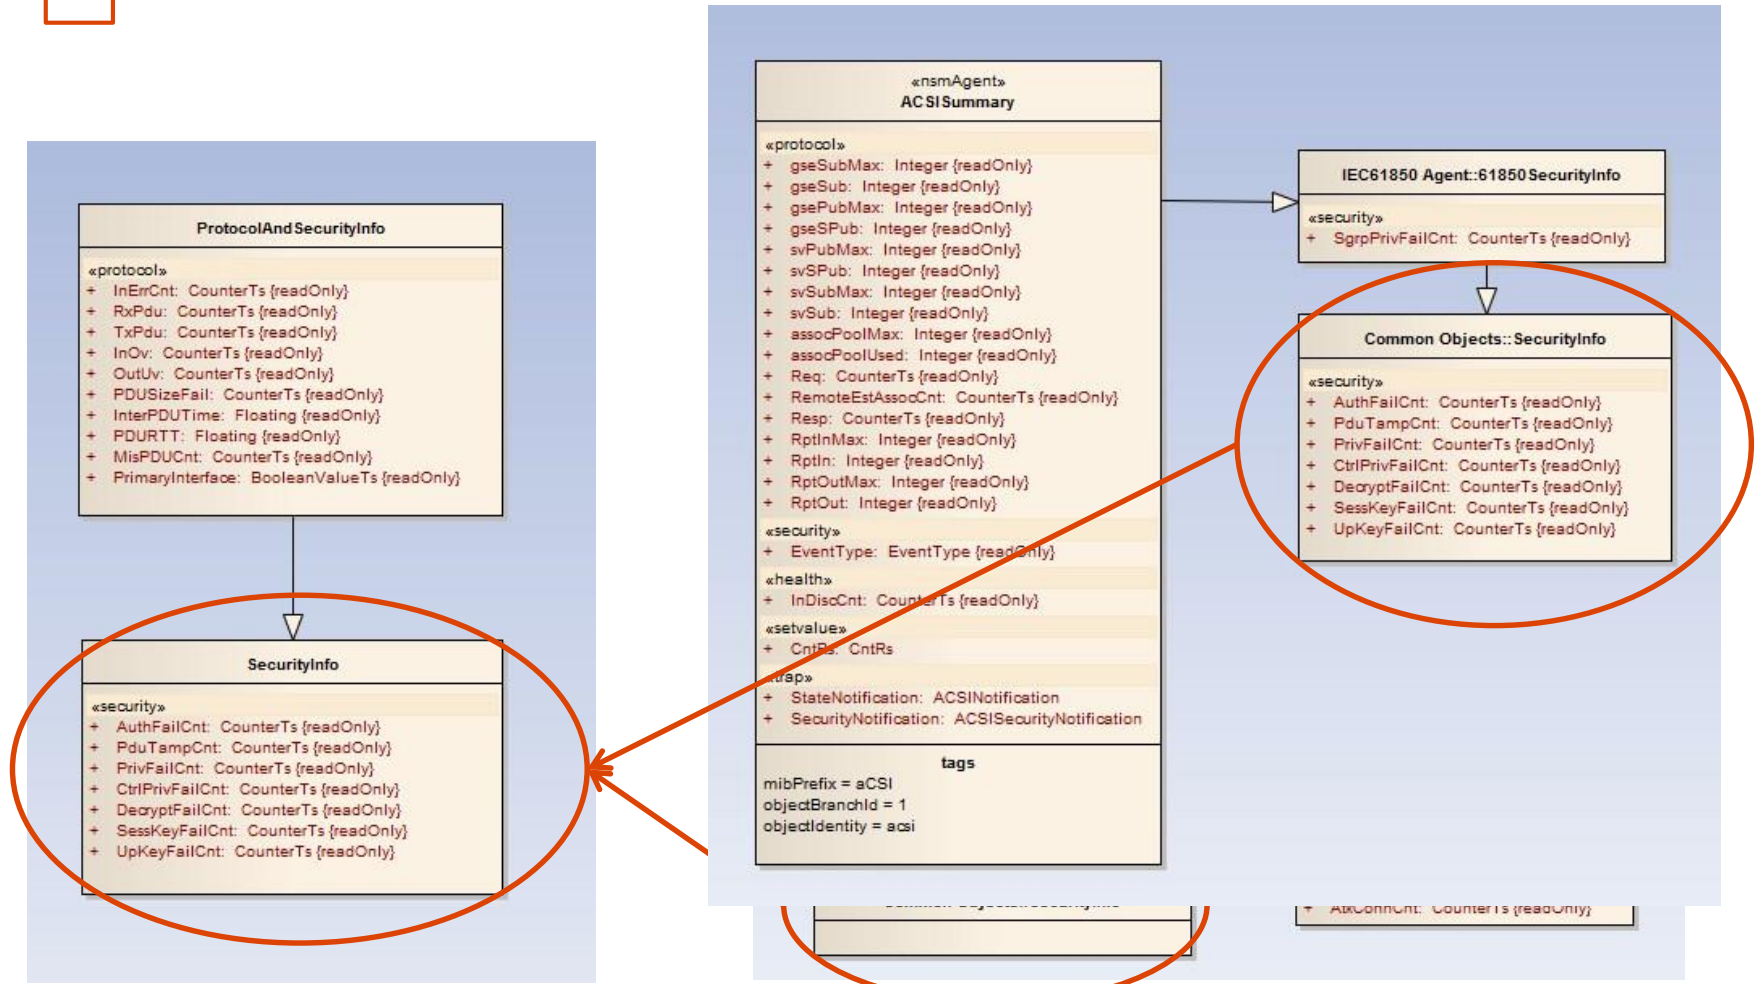 ProtocolAndSecurityInfo
«protocol»
+ InErrCnt: CounterTs {readOnly}
+ RxPdu: CounterTs {readOnly}
+ TxPdu: CounterTs {readOnly}
+ InOv: CounterTs {readOnly}
+ OutUv: CounterTs {readOnly}
+ PDUSizeFail: CounterTs {readOnly}
+ InterPDUTime: Floating {readOnly}
+ PDURTT: Floating {readOnly}
+ MisPDUCnt: CounterTs {readOnly}
+ PrimaryInterface: BooleanValueTs {readOnly}
SecurityInfo
«security»
+ AuthFailCnt: CounterTs {readOnly}
+ PduTampCnt: CounterTs {readOnly}
+ PrivFailCnt: CounterTs {readOnly}
+ CtrlPrivFailCnt: CounterTs {readOnly}
+ DecryptFailCnt: CounterTs {readOnly}
+ SessKeyFailCnt: CounterTs {readOnly}
+ UpKeyFailCnt: CounterTs {readOnly}
«nsmAgent»
ACSISummary
«protocol»
+ gseSubMax: Integer {readOnly}
+ gseSub: Integer {readOnly}
+ gsePubMax: Integer {readOnly}
+ gseSPub: Integer {readOnly}
+ svPubMax: Integer {readOnly}
+ svSPub: Integer {readOnly}
+ svSubMax: Integer {readOnly}
+ svSub: Integer {readOnly}
+ assocPoolMax: Integer {readOnly}
+ assocPoolUsed: Integer {readOnly}
+ Req: CounterTs {readOnly}
+ RemoteEstAssocCnt: CounterTs {readOnly}
+ Resp: CounterTs {readOnly}
+ RptInMax: Integer {readOnly}
+ RptIn: Integer {readOnly}
+ RptOutMax: Integer {readOnly}
+ RptOut: Integer {readOnly}
«security»
+ EventType: EventType {readOnly}
«health»
+ InDiscCnt: CounterTs {readOnly}
«setvalue»
+ CntRs: CntRs
«trap»
+ StateNotification: ACSINotification
+ SecurityNotification: ACSISecurityNotification
tags
mibPrefix = aCSI
objectBranchId = 1
objectIdentity = acsi
IEC61850 Agent::61850SecurityInfo
«security»
+ SgrpPrivFailCnt: CounterTs {readOnly}
Common Objects::SecurityInfo
«security»
+ AuthFailCnt: CounterTs {readOnly}
+ PduTampCnt: CounterTs {readOnly}
+ PrivFailCnt: CounterTs {readOnly}
+ CtrlPrivFailCnt: CounterTs {readOnly}
+ DecryptFailCnt: CounterTs {readOnly}
+ SessKeyFailCnt: CounterTs {readOnly}
+ UpKeyFailCnt: CounterTs {readOnly}
+ CounterTs {readOnly}